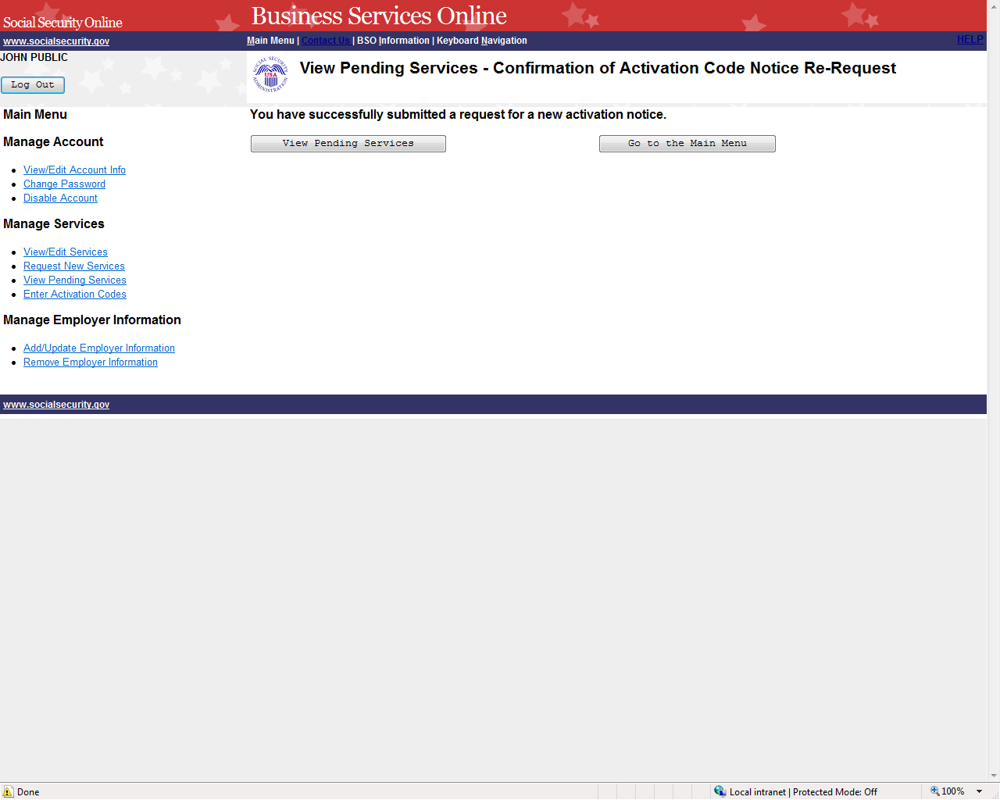 Social Security Online
Business Services Online
www.socialsecurity.gov
Main Menu | Contact Us | BSO Information | Keyboard Navigation
HELP
JOHN PUBLIC
Log Out
SOCIAL SECURITY
USA
ADMINISTRATION
View Pending Services - Confirmation of Activation Code Notice Re-Request
Main Menu
You have successfully submitted a request for a new activation notice.
View Pending Services
Go to the Main Menu
Manage Account
View/Edit Account Info
Change Password
Disable Account
Manage Services
View/Edit Services
Request New Services
View Pending Services
Enter Activation Codes
Manage Employer Information
Add/Update Employer Information
Remove Employer Information
www.socialsecurity.gov
Done
Local intranet | Protected Mode: Off
100%